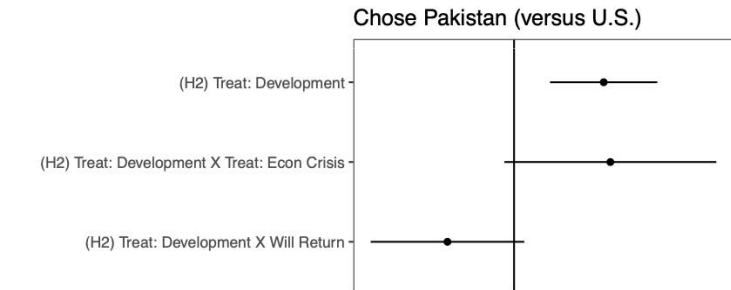 Chose Pakistan (versus U.S.)
(H2) Treat: Development
(H2) Treat: Development X Treat: Econ Crisis
(H2) Treat: Development X Will Return